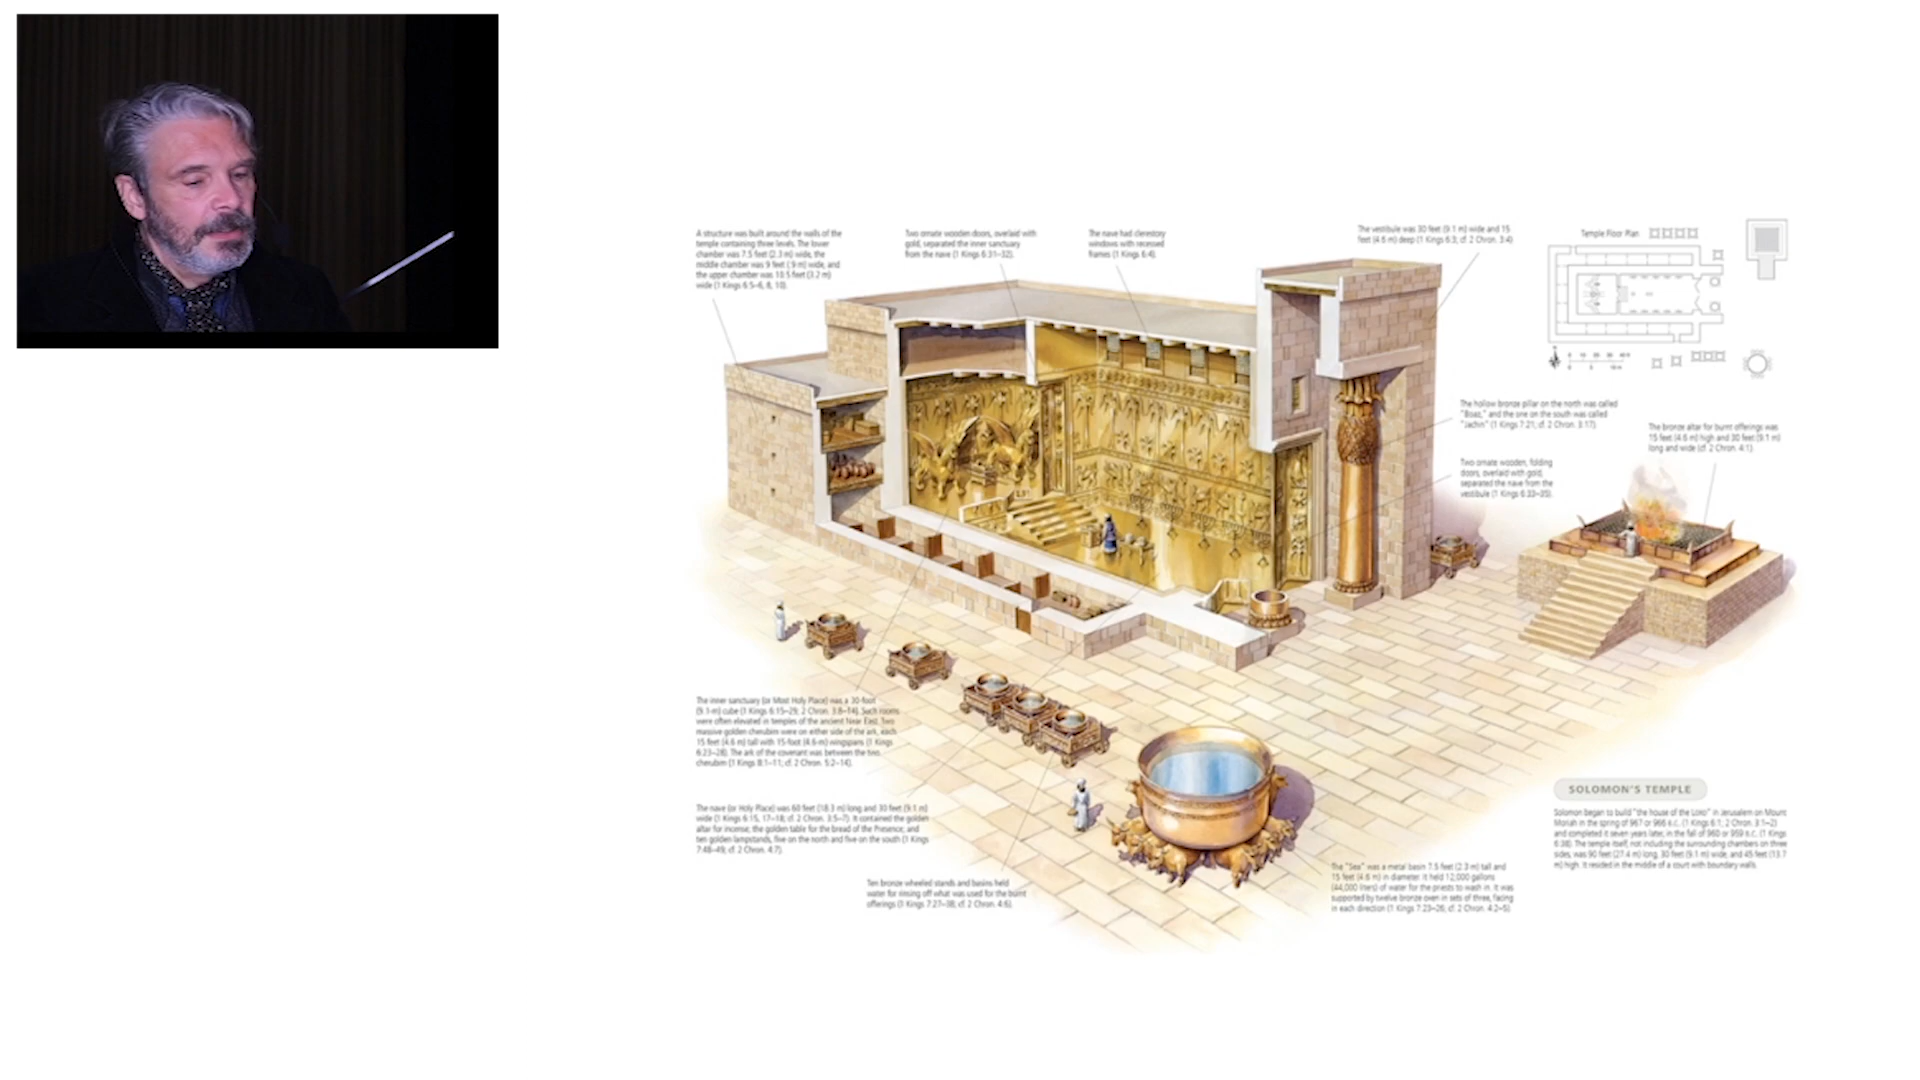 A structure was built around the walls of the
temple containing three levels. The lower
chamber was 7.5 feet (2.3 m) wide, the
middle chamber was 9 feet (.9 m) wide, and
the upper chamber was 10.5 feet (3.2 m)
wide (1 Kings 6:5–6, 8, 10).
Two ornate wooden doors, overlaid with
gold, separated the inner sanctuary
from the nave (1 Kings 6:31–32).
The nave had clerestory
windows with recessed
frames (1 Kings 6:4).
The vestibule was 30 feet (9.1 m) wide and 15
feet (4.6 m) deep (1 Kings 6:3; cf. 2 Chron. 3:4)
Temple Floor Plan
The hollow bronze pillar on the north was called
"Boaz," and the one on the south was called
"Jachin" (1 Kings 7:21; cf. 2 Chron. 3:17)
The bronze altar for burnt offerings was
15 feet (4.6 m) high and 30 feet (9.1 m)
long and wide (cf. 2 Chron. 4:1)
Two ornate wooden, folding
doors, overlaid with gold,
separated the nave from the
vestibule (1 Kings 6:33–35).
The inner sanctuary (or Most Holy Place) was a 30-foot
(9.1-m) cube (1 Kings 6:15–29; 2 Chron. 3:8–14). Such rooms
were often elevated in temples of the ancient Near East. Two
massive golden cherubim were on either side of the ark, each
15 feet (4.6 m) tall with 15-foot (4.6-m) wingspans (1 Kings
6:23–28). The ark of the covenant was between the two
cherubim (1 Kings 8:1–11; cf. 2 Chron. 5:2–14).
The nave (or Holy Place) was 60 feet (18.3 m) long and 30 feet (9.1 m)
wide (1 Kings 6:15, 17–18; cf. 2 Chron. 3:5–7). It contained the golden
altar for incense; the golden table for the bread of the Presence; and
ten golden lampstands, five on the north and five on the south (1 Kings
7:48–49; cf. 2 Chron. 4:7).
Ten bronze wheeled stands and basins held
water for rinsing off what was used for the burnt
offerings (1 Kings 7:27–38; cf. 2 Chron. 4:6).
The "Sea" was a metal basin 7.5 feet (2.3 m) tall and
15 feet (4.6 m) in diameter. It held 12,000 gallons
(44,000 liters) of water for the priests to wash in. It was
supported by twelve bronze oxen in sets of three, facing
in each direction (1 Kings 7:23–26; cf. 2 Chron. 4:2–5).
SOLOMON'S TEMPLE
Solomon began to build "the house of the LORD" in Jerusalem on Mount
Moriah in the spring of 967 or 966 B.C. (1 Kings 6:1; 2 Chron. 3:1–2)
and completed it seven years later, in the fall of 960 or 959 B.C. (1 Kings
6:38). The temple itself, not including the surrounding chambers on three
sides, was 90 feet (27.4 m) long, 30 feet (9.1 m) wide, and 45 feet (13.7
m) high. It resided in the middle of a court with boundary walls.